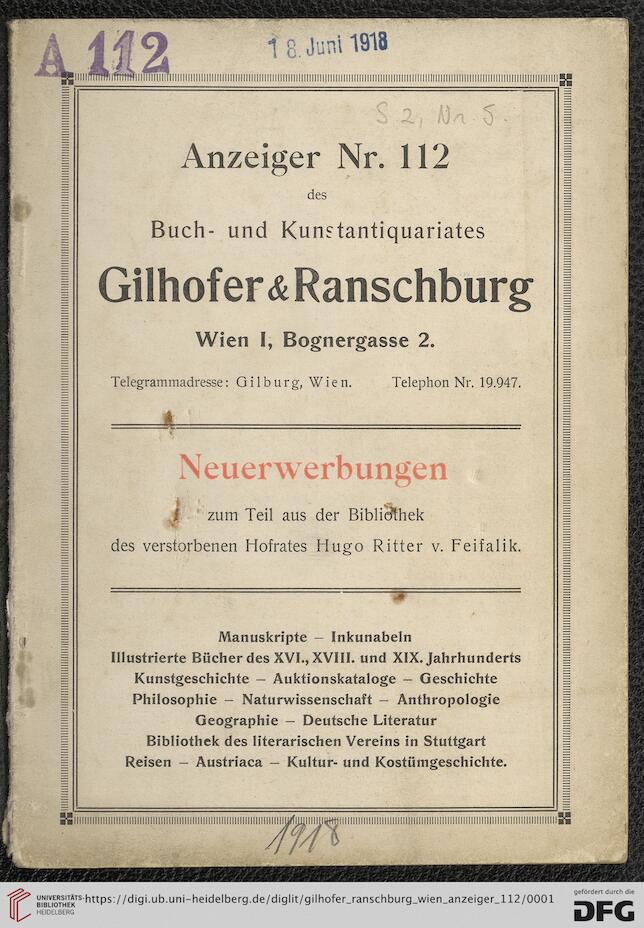 A 112
18. Juni 1918
S 2, Nr. 5.
Anzeiger Nr. 112
des
Buch- und Kunstantiquariates
Gilhofer & Ranschburg
Wien I, Bognergasse 2.
Telegrammadresse: Gilburg, Wien. Telephon Nr. 19.947.
Neuerwerbungen
zum Teil aus der Bibliothek
des verstorbenen Hofrates Hugo Ritter v. Feifalik.
Manuskripte – Inkunabeln
Illustrierte Bücher des XVI., XVIII. und XIX. Jahrhunderts
Kunstgeschichte – Auktionskataloge – Geschichte
Philosophie – Naturwissenschaft – Anthropologie
Geographie – Deutsche Literatur
Bibliothek des literarischen Vereins in Stuttgart
Reisen – Austriaca – Kultur- und Kostümgeschichte.
1918
UNIVERSITÄTS-
BIBLIOTHEK
HEIDELBERG
https://digi.ub.uni-heidelberg.de/diglit/gilhofer_ranschburg_wien_anzeiger_112/0001
gefördert durch die
DFG